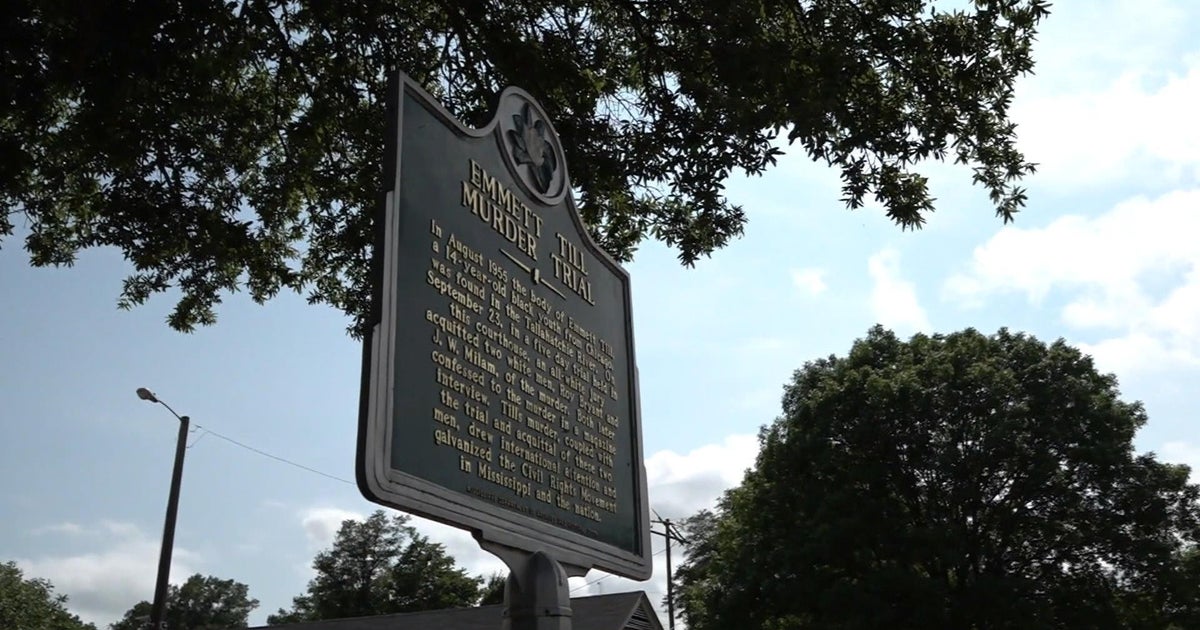 EMMETT TILL
MURDER TRIAL
In August 1955 the body of Emmett Till,
a 14-year-old black youth from Chicago,
was found in the Tallahatchie River. On
September 23, in a five day trial held in
this courthouse, an all-white jury
acquitted two white men, Roy Bryant and
J. W. Milam, of the murder. Both later
confessed to the murder in a magazine
interview. Till's murder, coupled with
the trial and acquittal of these two
men, drew international attention and
galvanized the Civil Rights Movement
in Mississippi and the nation.